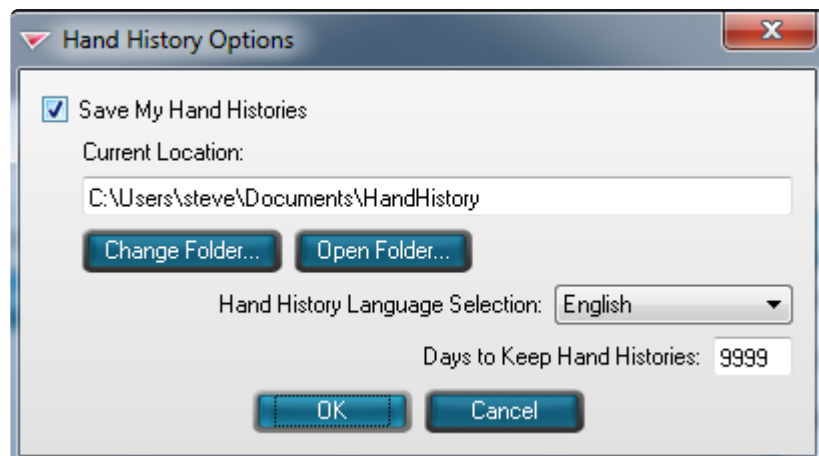 Hand History Options
Save My Hand Histories
Current Location:
C:\Users\steve\Documents\HandHistory
Change Folder... Open Folder...
Hand History Language Selection: English
Days to Keep Hand Histories: 9999
OK Cancel